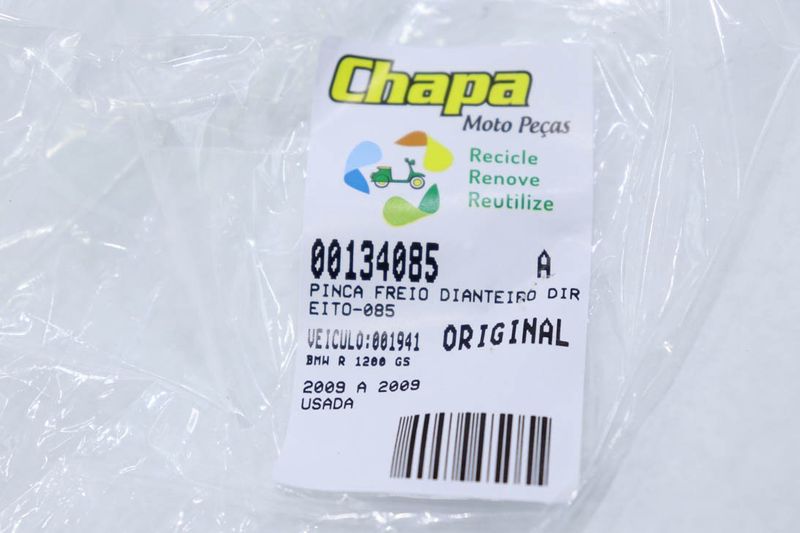 Chapa
Moto Peças
Recicle
Renove
Reutilize
00134085 A
PINCA FREIO DIANTEIRO DIR
EITO-085
VEICULO:001941 ORIGINAL
BMW R 1200 GS
2009 A 2009
USADA